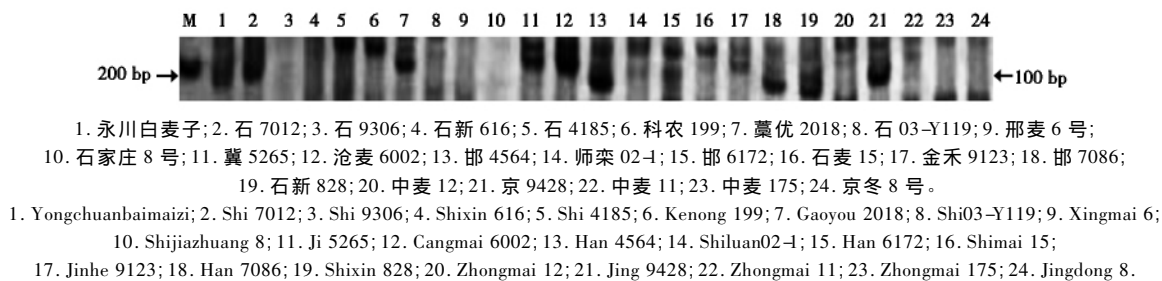 M 1 2 3 4 5 6 7 8 9 10 11 12 13 14 15 16 17 18 19 20 21 22 23 24
200 bp → ← 100 bp
1. 永川白麦子; 2. 石 7012; 3. 石 9306; 4. 石新 616; 5. 石 4185; 6. 科农 199; 7. 藁优 2018; 8. 石 03-Y119; 9. 邢麦 6 号;
10. 石家庄 8 号; 11. 冀 5265; 12. 沧麦 6002; 13. 邯 4564; 14. 师栾 02-1; 15. 邯 6172; 16. 石麦 15; 17. 金禾 9123; 18. 邯 7086;
19. 石新 828; 20. 中麦 12; 21. 京 9428; 22. 中麦 11; 23. 中麦 175; 24. 京冬 8 号。
1. Yongchuanbaimaizi; 2. Shi 7012; 3. Shi 9306; 4. Shixin 616; 5. Shi 4185; 6. Kenong 199; 7. Gaoyou 2018; 8. Shi03-Y119; 9. Xingmai 6;
10. Shijiazhuang 8; 11. Ji 5265; 12. Cangmai 6002; 13. Han 4564; 14. Shiluan02-1; 15. Han 6172; 16. Shimai 15;
17. Jinhe 9123; 18. Han 7086; 19. Shixin 828; 20. Zhongmai 12; 21. Jing 9428; 22. Zhongmai 11; 23. Zhongmai 175; 24. Jingdong 8.